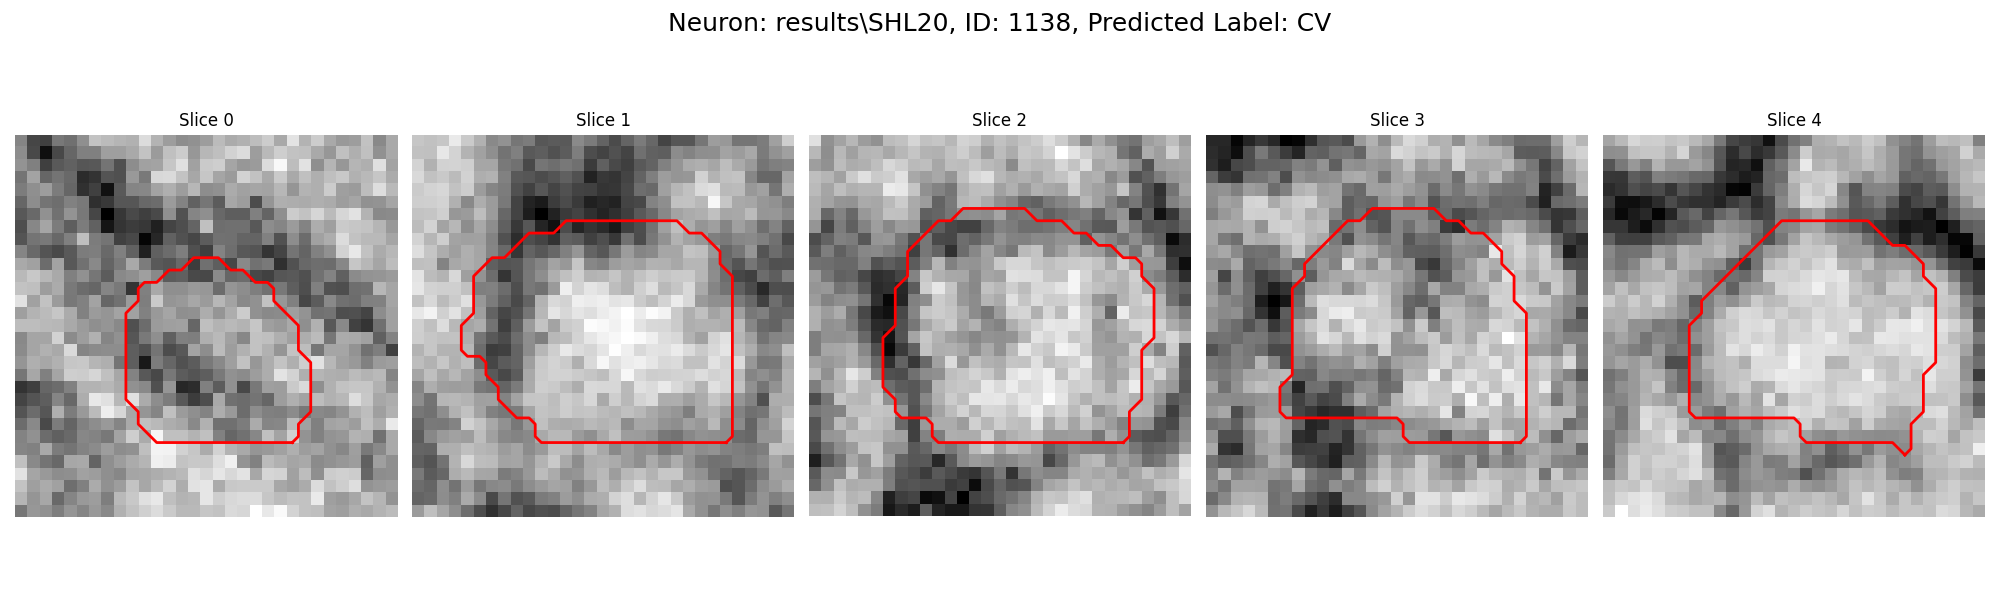 Neuron: results\SHL20, ID: 1138, Predicted Label: CV
Slice 0
Slice 1
Slice 2
Slice 3
Slice 4